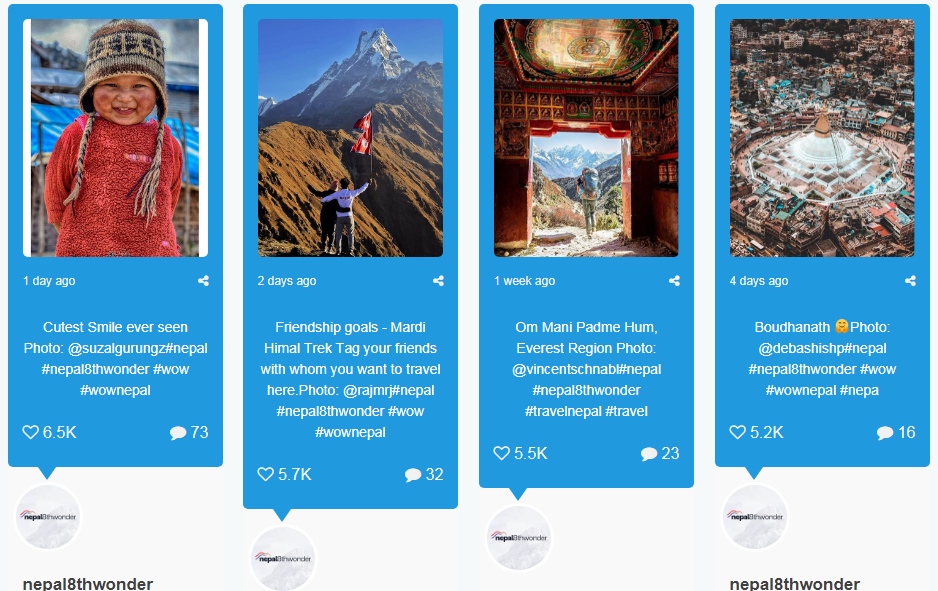 1 day ago
Cutest Smile ever seen
Photo: @suzalgurungz#nepal
#nepal8thwonder #wow
#wownepal
6.5K
73
nepal8thwonder
nepal8thwonder
2 days ago
Friendship goals - Mardi
Himal Trek Tag your friends
with whom you want to travel
here.Photo: @rajmrj#nepal
#nepal8thwonder #wow
#wownepal
5.7K
32
nepal8thwonder
1 week ago
Om Mani Padme Hum,
Everest Region Photo:
@vincentschnabl#nepal
#nepal8thwonder
#travelnepal #travel
5.5K
23
nepal8thwonder
4 days ago
Boudhanath 🤗Photo:
@debashishp#nepal
#nepal8thwonder #wow
#wownepal #nepa
5.2K
16
nepal8thwonder
nepal8thwonder